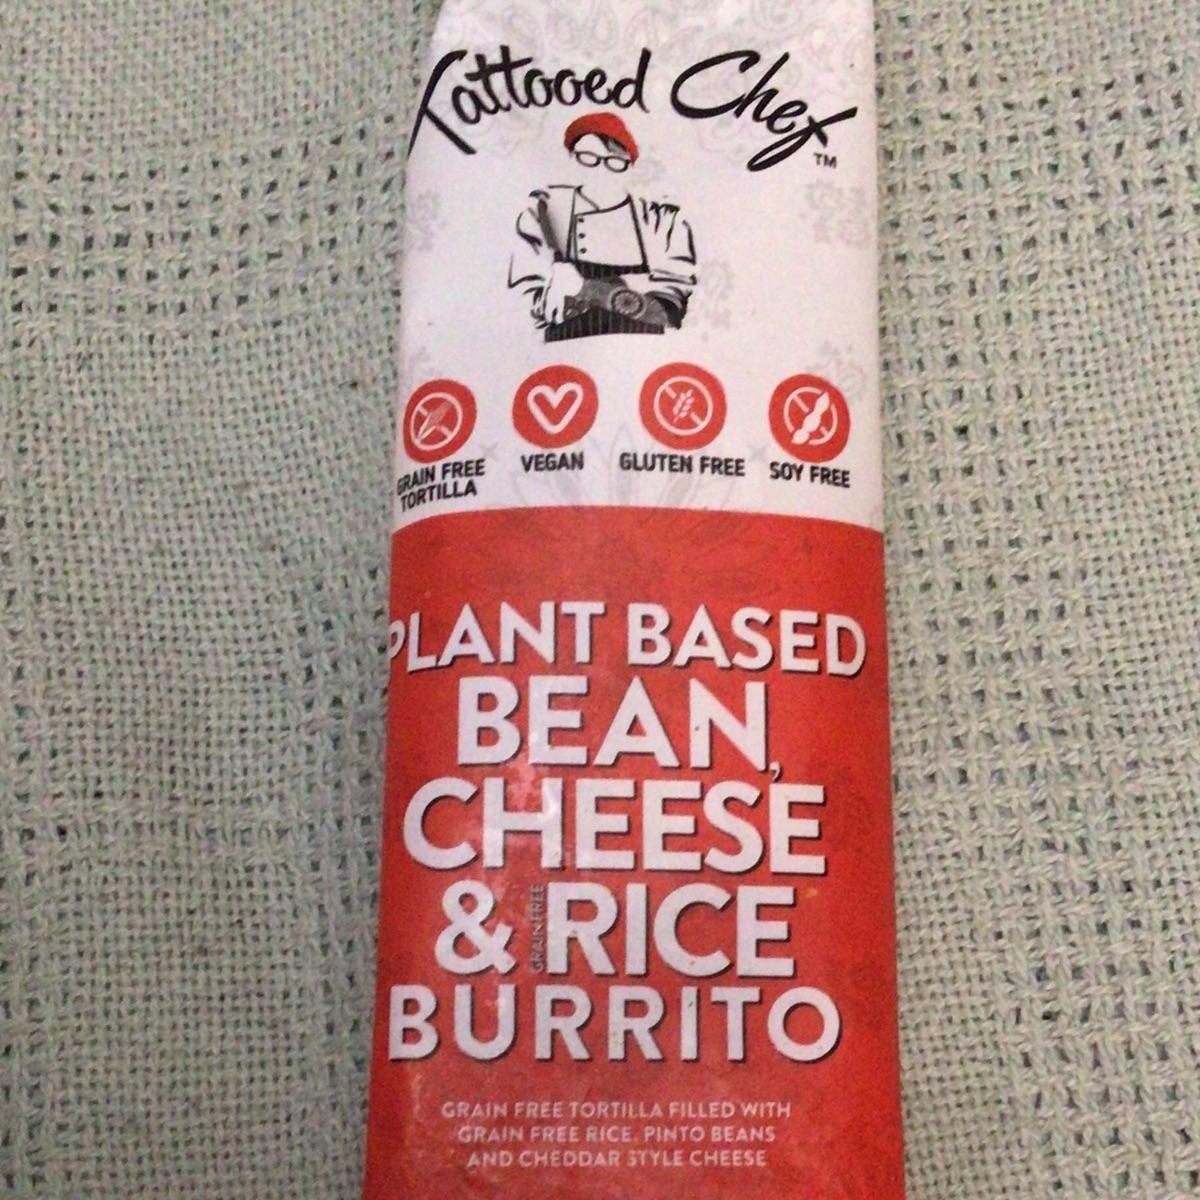 Tattooed Chef
TM
GRAIN FREE
TORTILLA
VEGAN
GLUTEN FREE
SOY FREE
PLANT BASED
BEAN,
CHEESE
& GRAIN FREE RICE
BURRITO
GRAIN FREE TORTILLA FILLED WITH
GRAIN FREE RICE, PINTO BEANS
AND CHEDDAR STYLE CHEESE